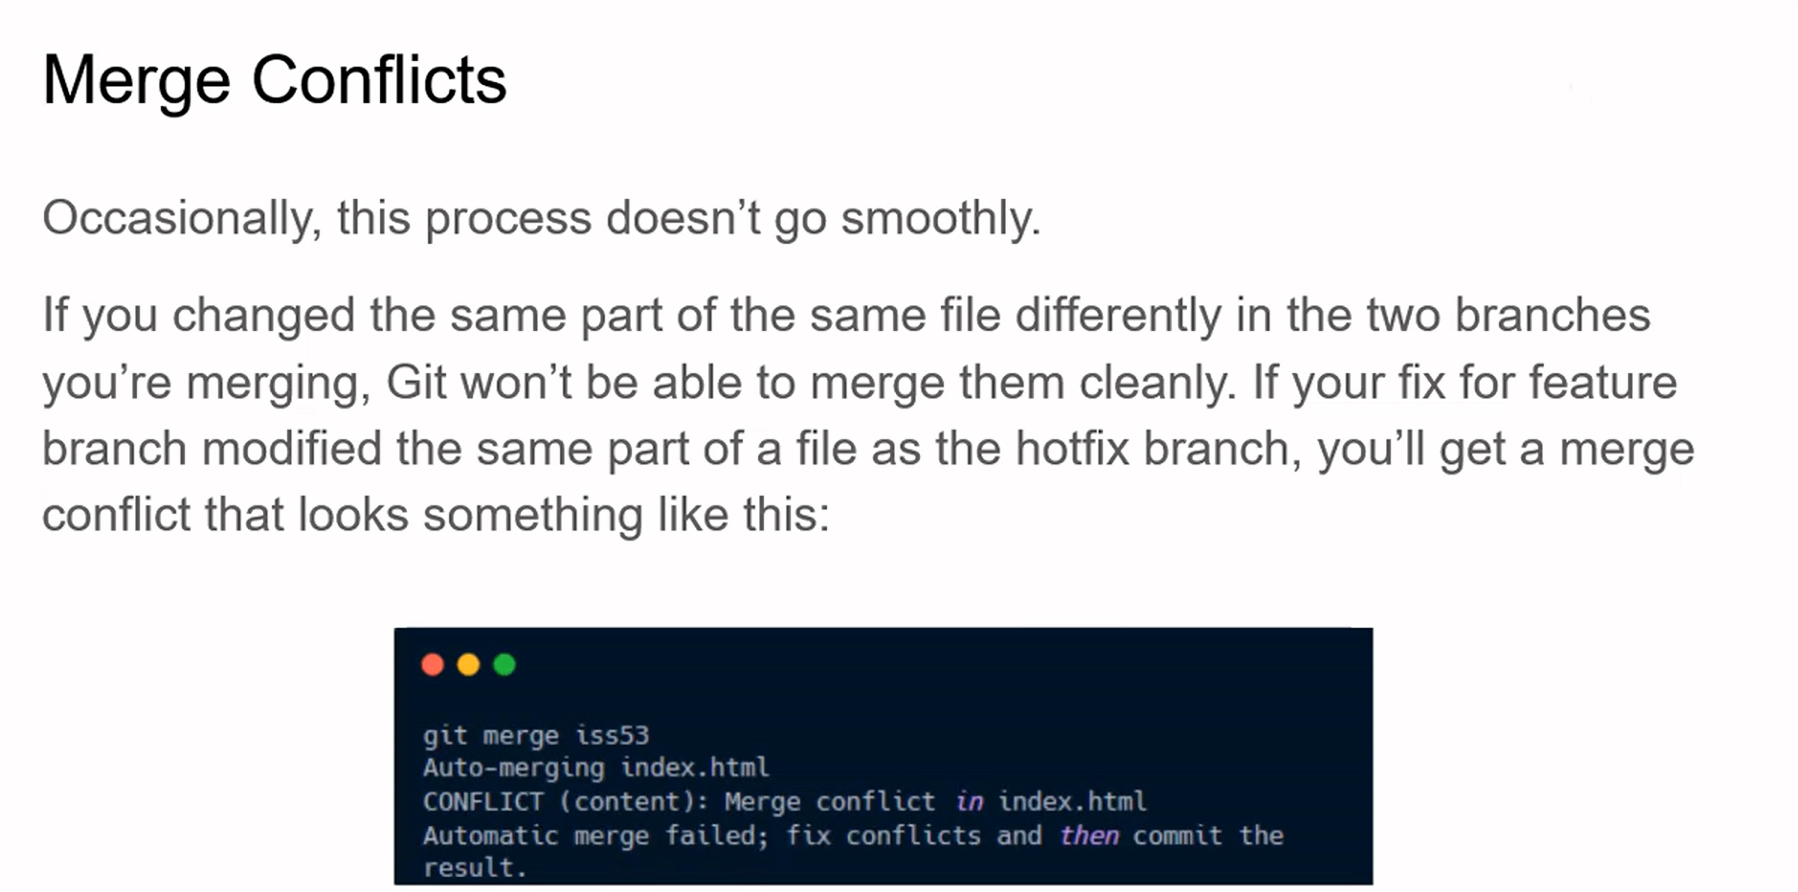 Merge Conflicts
Occasionally, this process doesn’t go smoothly.
If you changed the same part of the same file differently in the two branches
you’re merging, Git won’t be able to merge them cleanly. If your fix for feature
branch modified the same part of a file as the hotfix branch, you’ll get a merge
conflict that looks something like this:
git merge iss53
Auto-merging index.html
CONFLICT (content): Merge conflict in index.html
Automatic merge failed; fix conflicts and then commit the
result.